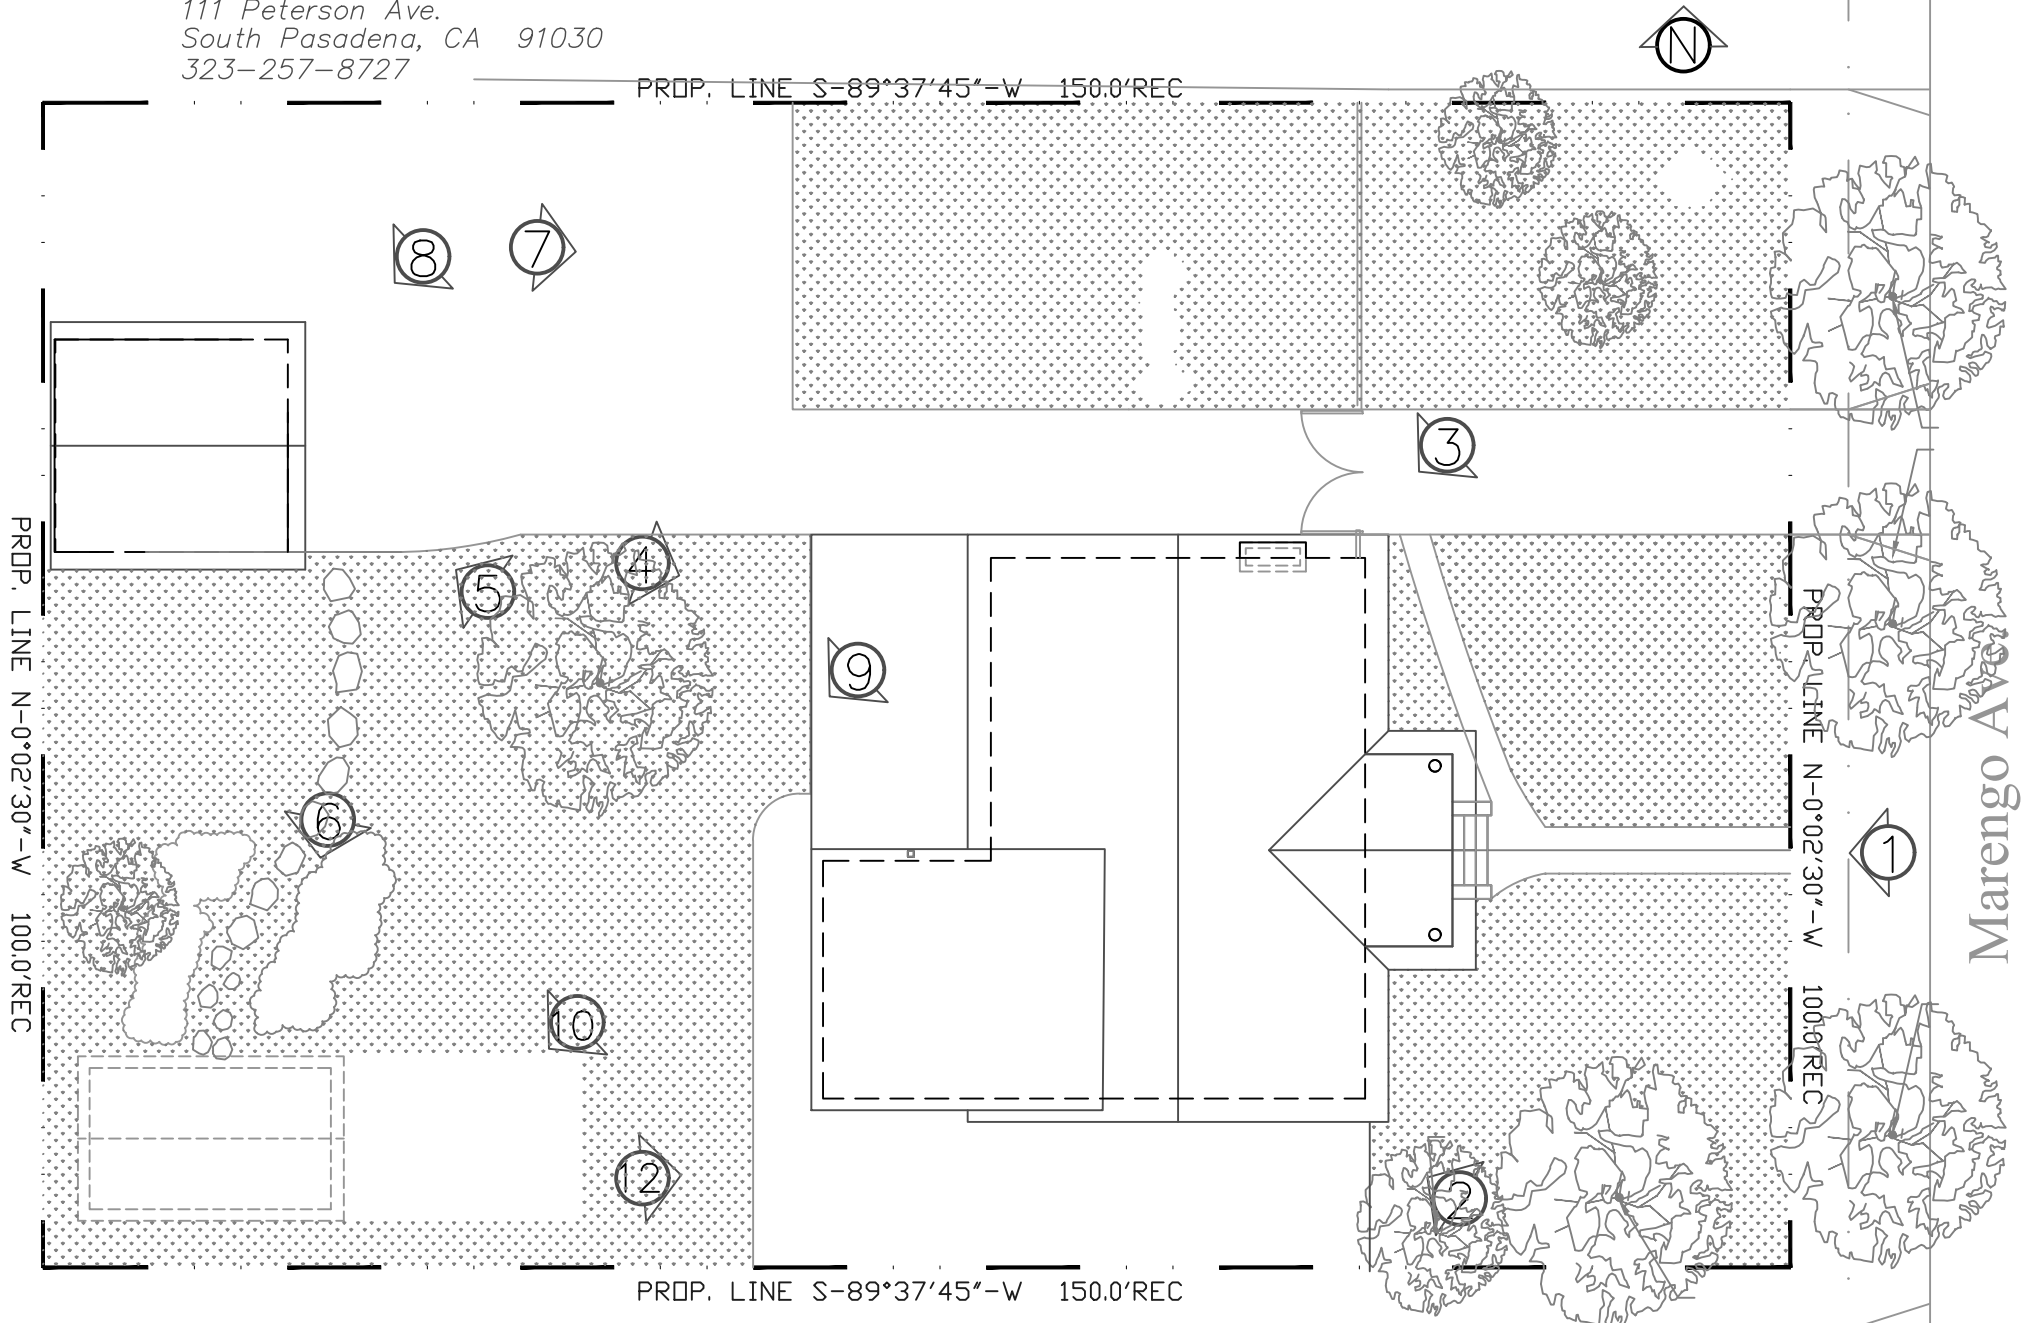 111 Peterson Ave.
South Pasadena, CA 91030
323-257-8727
N
PROP. LINE S-89°37'45"-W 150.0'REC
8
7
3
4
5
9
6
1
10
12
2
PROP. LINE N-0°02'30"-W 100.0'REC
PROP. LINE N-0°02'30"-W 100.0'REC
Marengo Ave.
PROP. LINE S-89°37'45"-W 150.0'REC